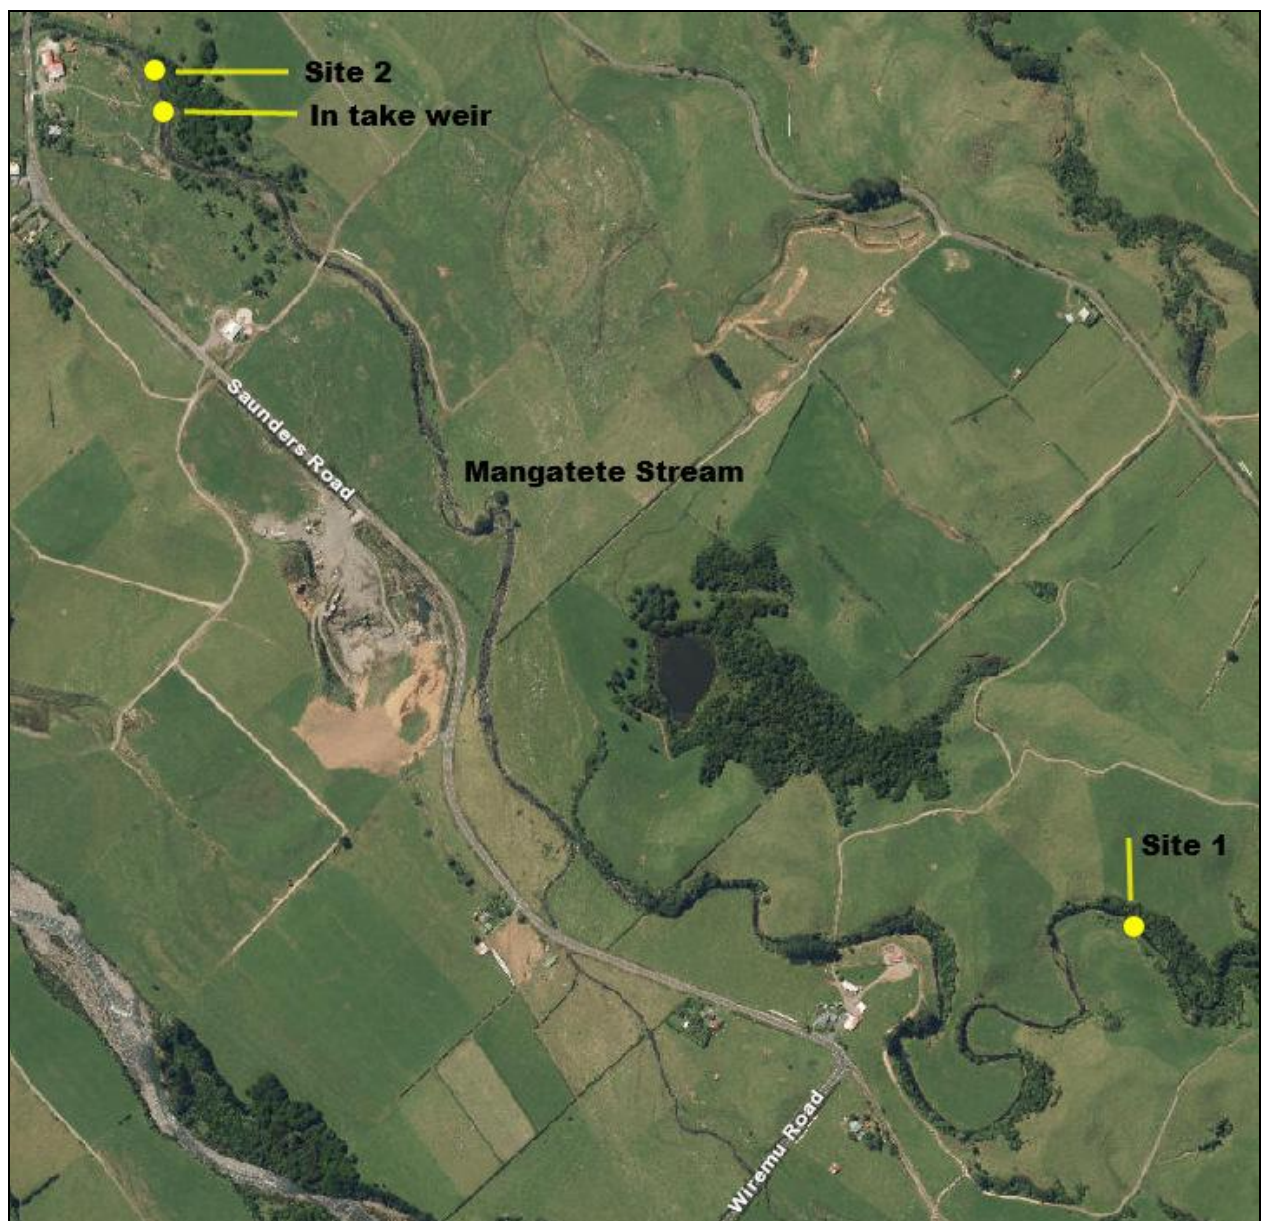 Site 2
In take weir
Saunders Road
Mangatete Stream
Site 1
Wiremu Road